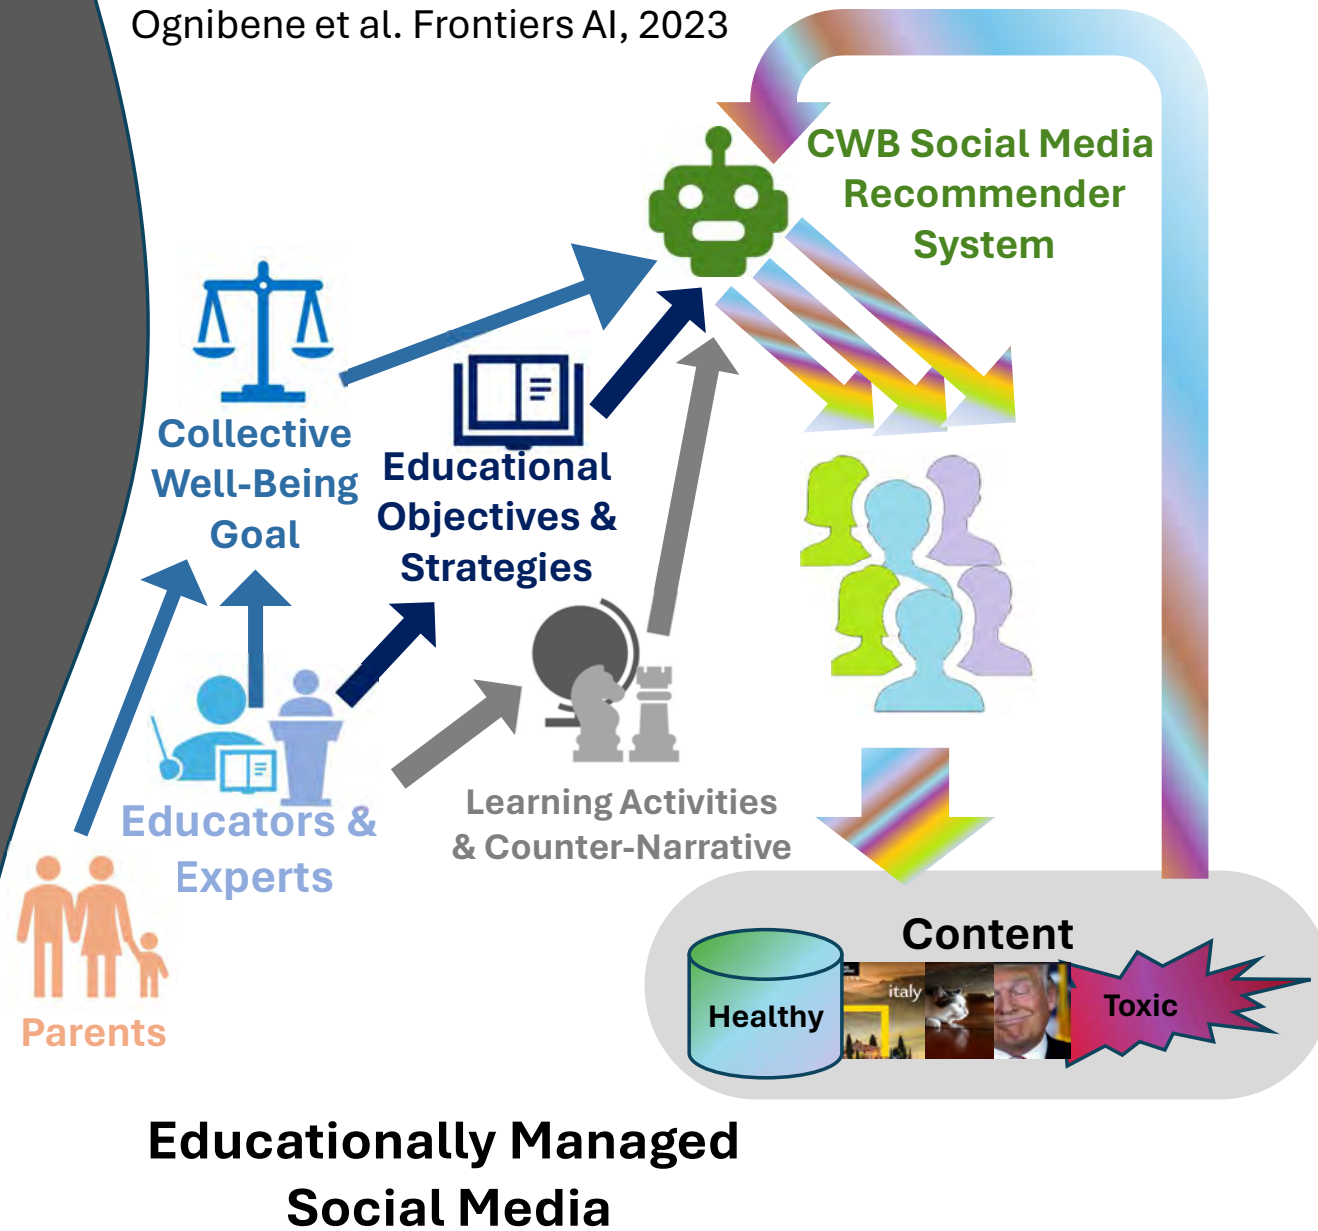 Ognibene et al. Frontiers AI, 2023
CWB Social Media
Recommender
System
Collective
Well-Being
Goal
Educational
Objectives &
Strategies
Educators &
Experts
Learning Activities
& Counter-Narrative
Parents
Content
Healthy
italy
Toxic
Educationally Managed
Social Media